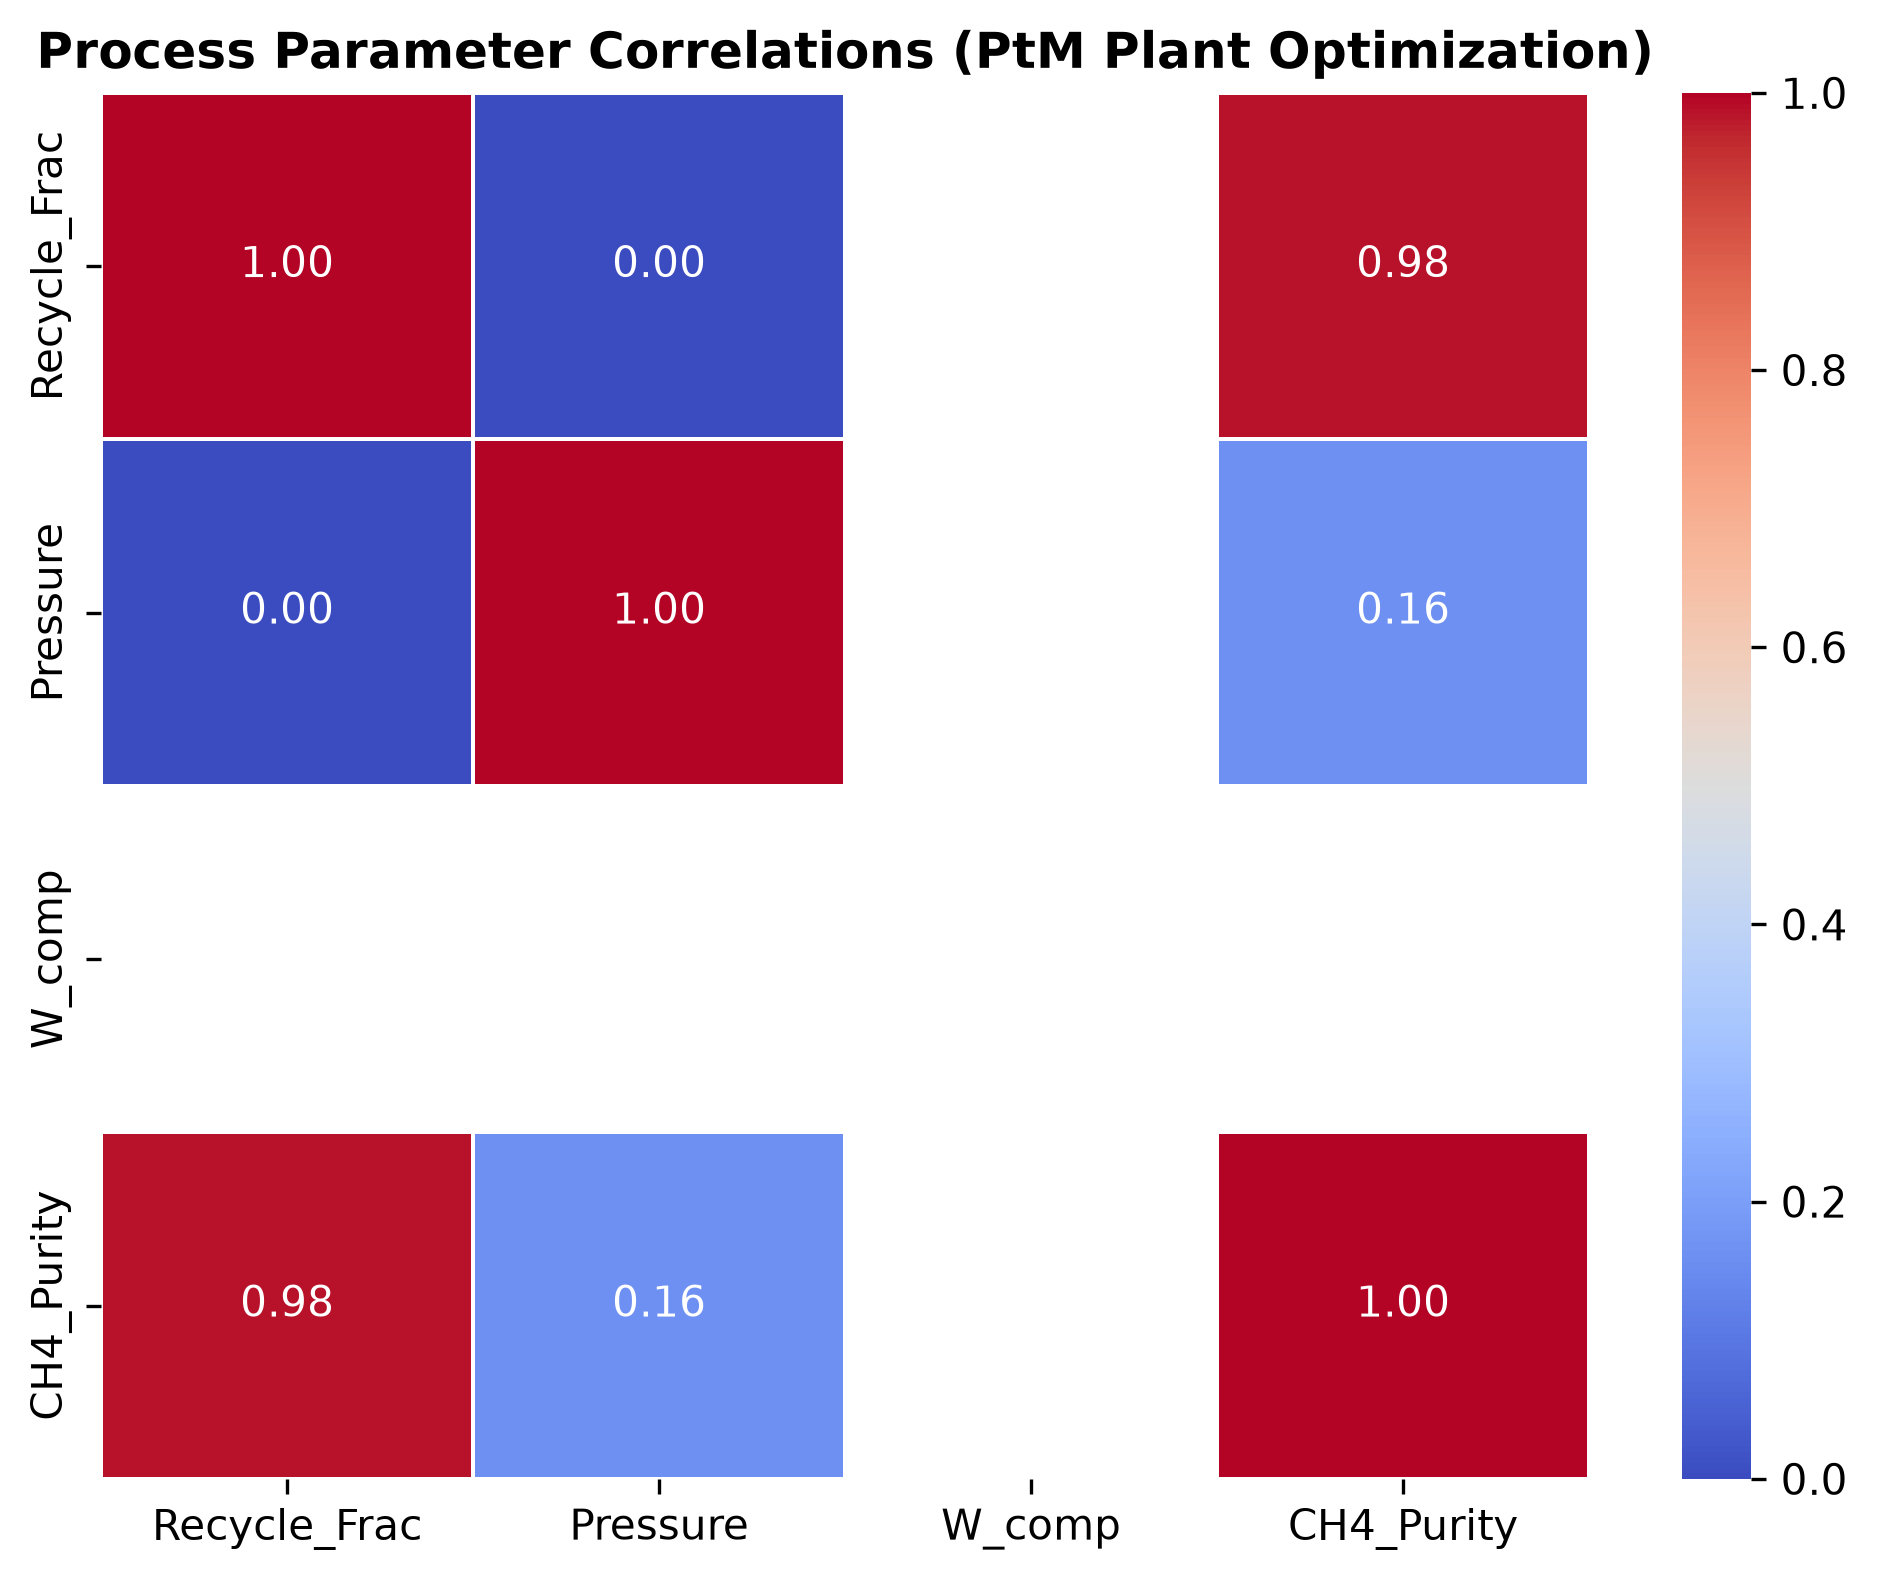 Process Parameter Correlations (PtM Plant Optimization)
Recycle_Frac
1.00
0.00
0.98
Pressure
0.00
1.00
0.16
W_comp
CH4_Purity
0.98
0.16
1.00
Recycle_Frac
Pressure
W_comp
CH4_Purity
1.0
0.8
0.6
0.4
0.2
0.0